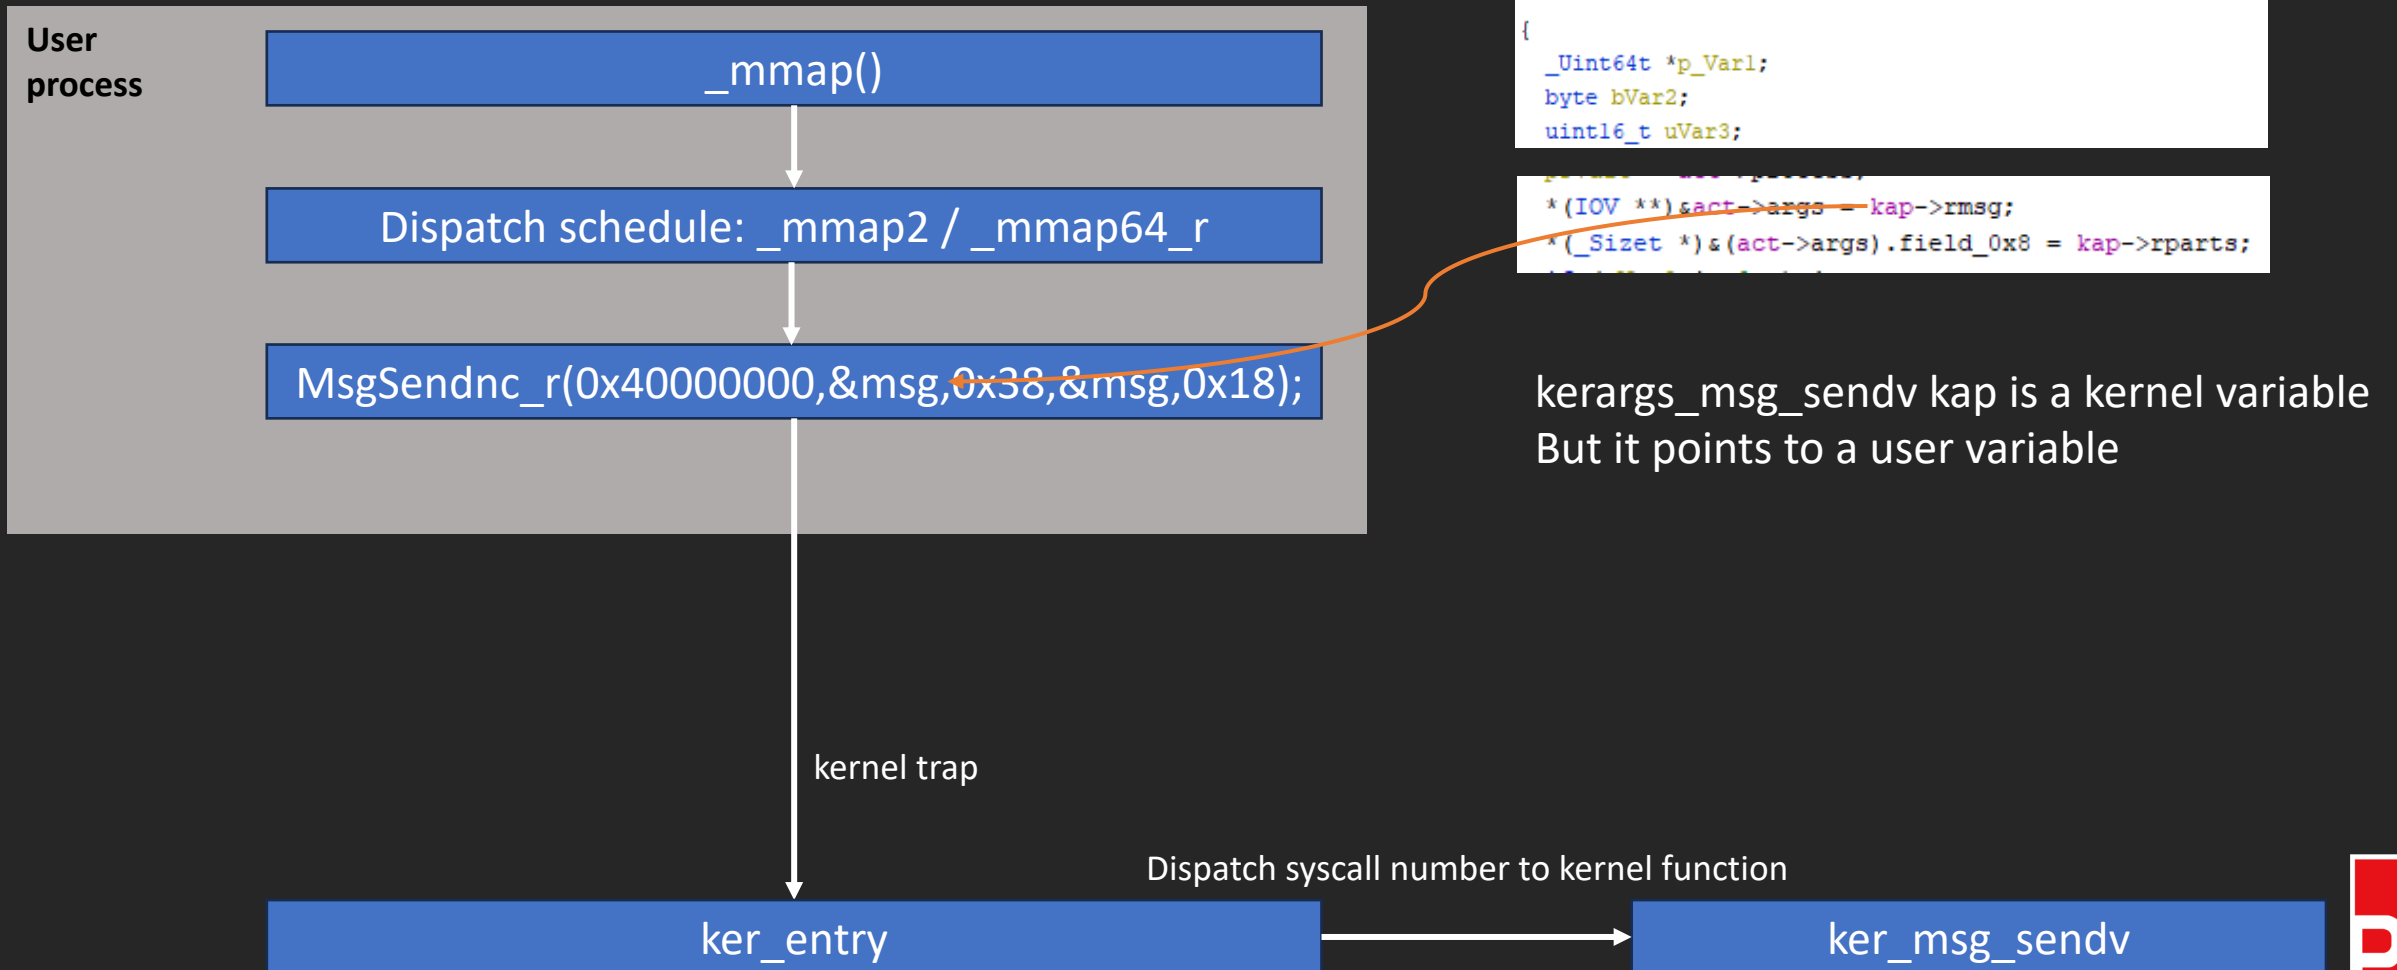 User
process
_mmap()
Dispatch schedule: _mmap2 / _mmap64_r
MsgSendnc_r(0x40000000,&msg,0x38,&msg,0x18);
{
_Uint64t *p_Var1;
byte bVar2;
uint16_t uVar3;
*(IOV **)&act->args = kap->rmsg;
*(_Sizet *)&(act->args).field_0x8 = kap->rparts;
kerargs_msg_sendv kap is a kernel variable
But it points to a user variable
kernel trap
Dispatch syscall number to kernel function
ker_entry
ker_msg_sendv